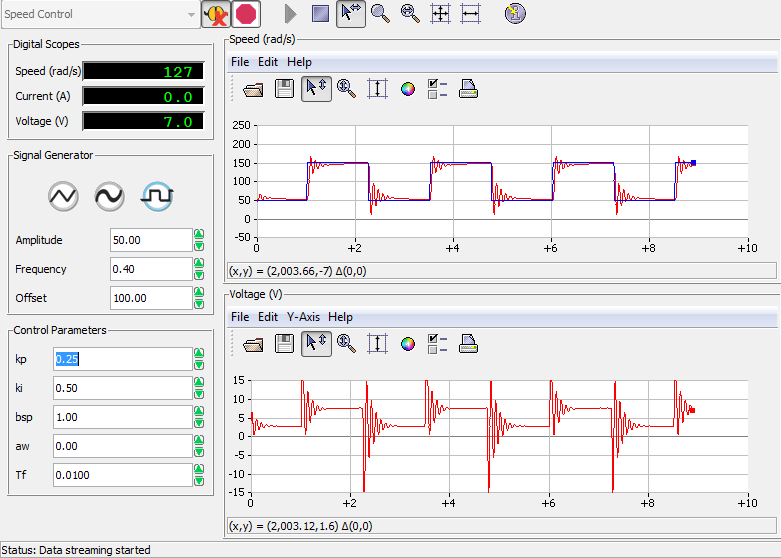 Speed Control
Digital Scopes
Speed (rad/s) 127
Current (A) 0.0
Voltage (V) 7.0
Signal Generator
Amplitude 50.00
Frequency 0.40
Offset 100.00
Control Parameters
kp 0.25
ki 0.50
bsp 1.00
aw 0.00
Tf 0.0100
Speed (rad/s)
File Edit Help
250
200
150
100
50
0
-50
0 +2 +4 +6 +8 +10
(x,y) = (2,003.66,-7) Δ(0,0)
Voltage (V)
File Edit Y-Axis Help
15
10
5
0
-5
-10
-15
0 +2 +4 +6 +8 +10
(x,y) = (2,003.12,1.6) Δ(0,0)
Status: Data streaming started